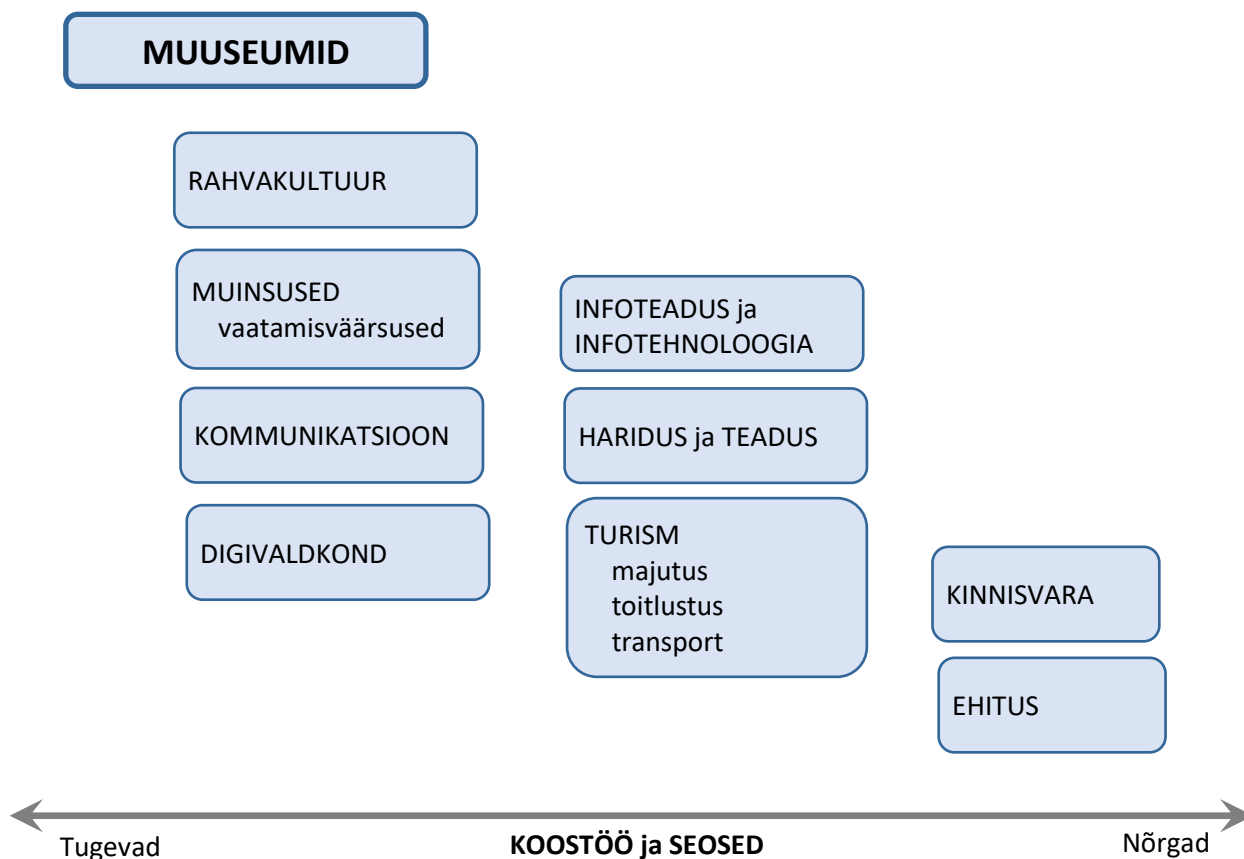 MUUSEUMID
RAHVAKULTUUR
MUINSUSED
vaatamisväärsused
KOMMUNIKATSIOON
DIGIVALDKOND
INFOTEADUS ja
INFOTEHNOLOOGIA
HARIDUS ja TEADUS
TURISM
majutus
toitlustus
transport
KINNISVARA
EHITUS
Tugevad
KOOSTÖÖ ja SEOSED
Nõrgad